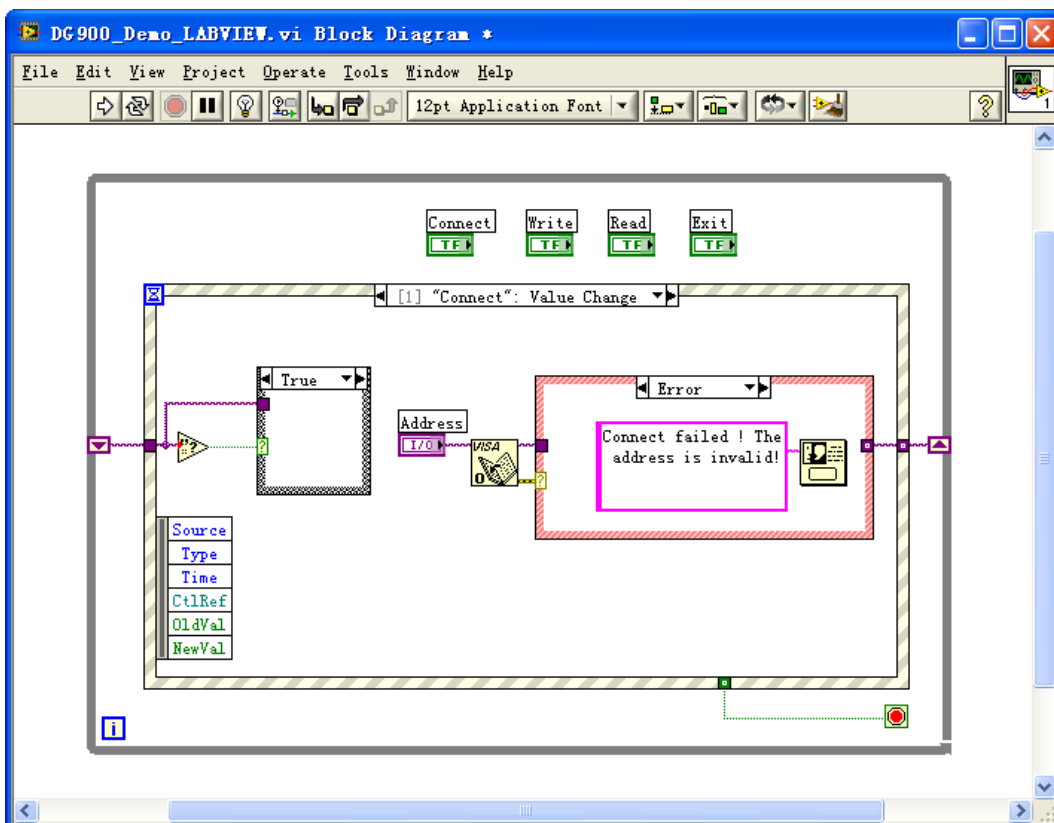 DG900_Demo_LABVIEW.vi Block Diagram *
File Edit View Project Operate Tools Window Help
12pt Application Font
?
1
Connect Write Read Exit
TF TF TF TF
[1] "Connect": Value Change
True
Error
Address
I/O
VISA
Connect failed ! The
address is invalid!
?
?
?
Source
Type
Time
CtlRef
OldVal
NewVal
i